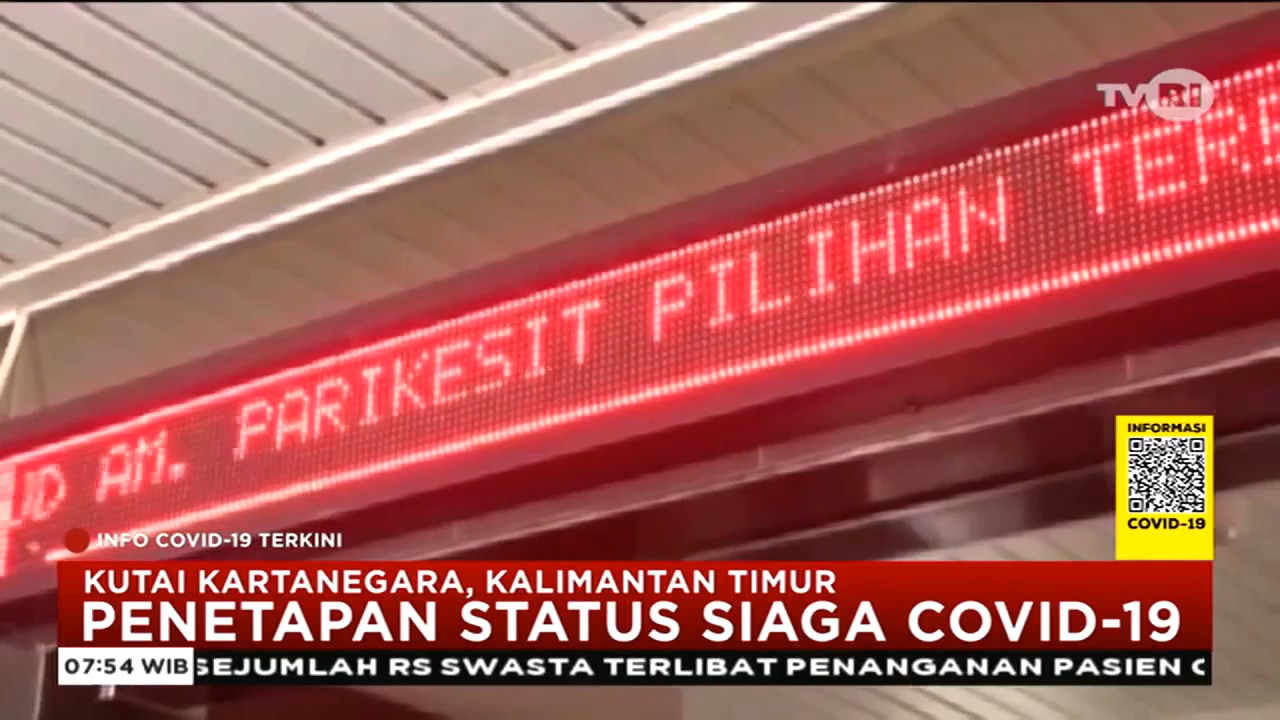 TVRI
UD AM. PARIKESIT PILIHAN TER
INFORMASI
COVID-19
INFO COVID-19 TERKINI
KUTAI KARTANEGARA, KALIMANTAN TIMUR
PENETAPAN STATUS SIAGA COVID-19
07:54 WIB SEJUMLAH RS SWASTA TERLIBAT PENANGANAN PASIEN